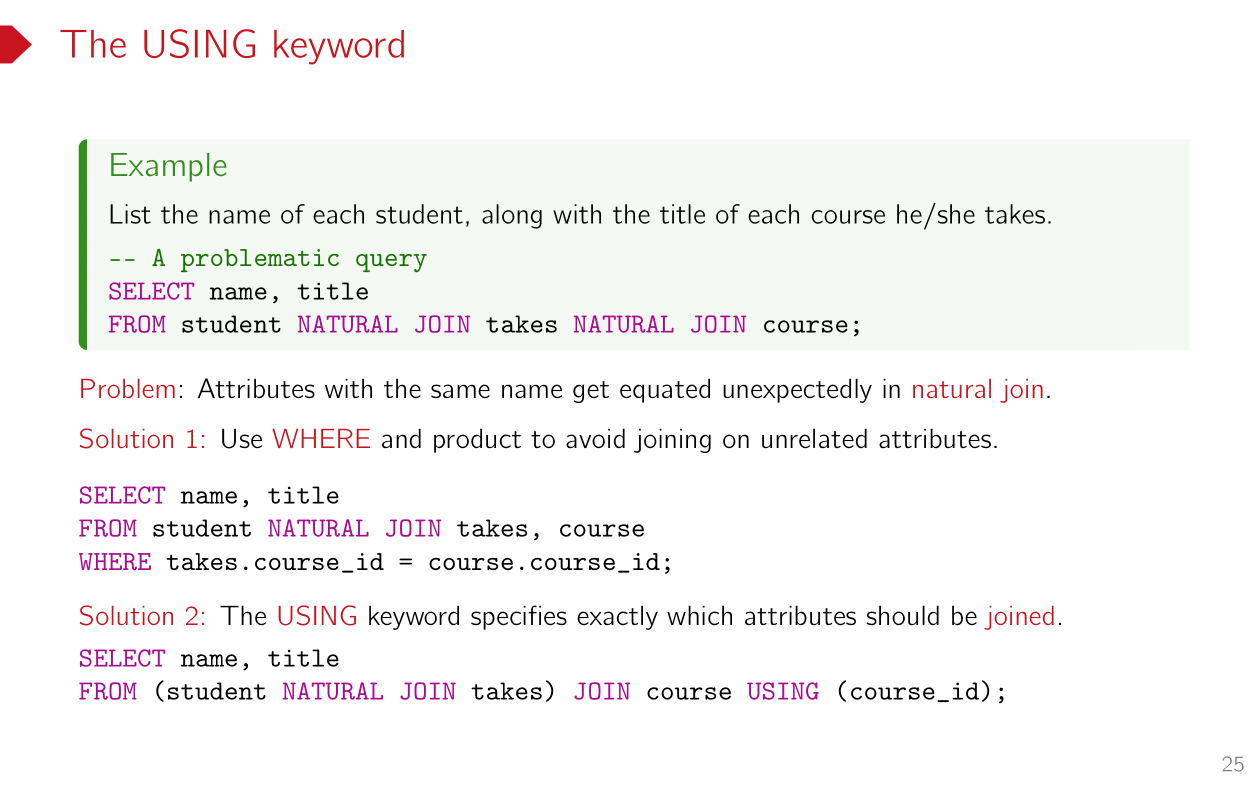 The USING keyword
Example
List the name of each student, along with the title of each course he/she takes.
-- A problematic query
SELECT name, title
FROM student NATURAL JOIN takes NATURAL JOIN course;
Problem: Attributes with the same name get equated unexpectedly in natural join.
Solution 1: Use WHERE and product to avoid joining on unrelated attributes.
SELECT name, title
FROM student NATURAL JOIN takes, course
WHERE takes.course_id = course.course_id;
Solution 2: The USING keyword specifies exactly which attributes should be joined.
SELECT name, title
FROM (student NATURAL JOIN takes) JOIN course USING (course_id);
25